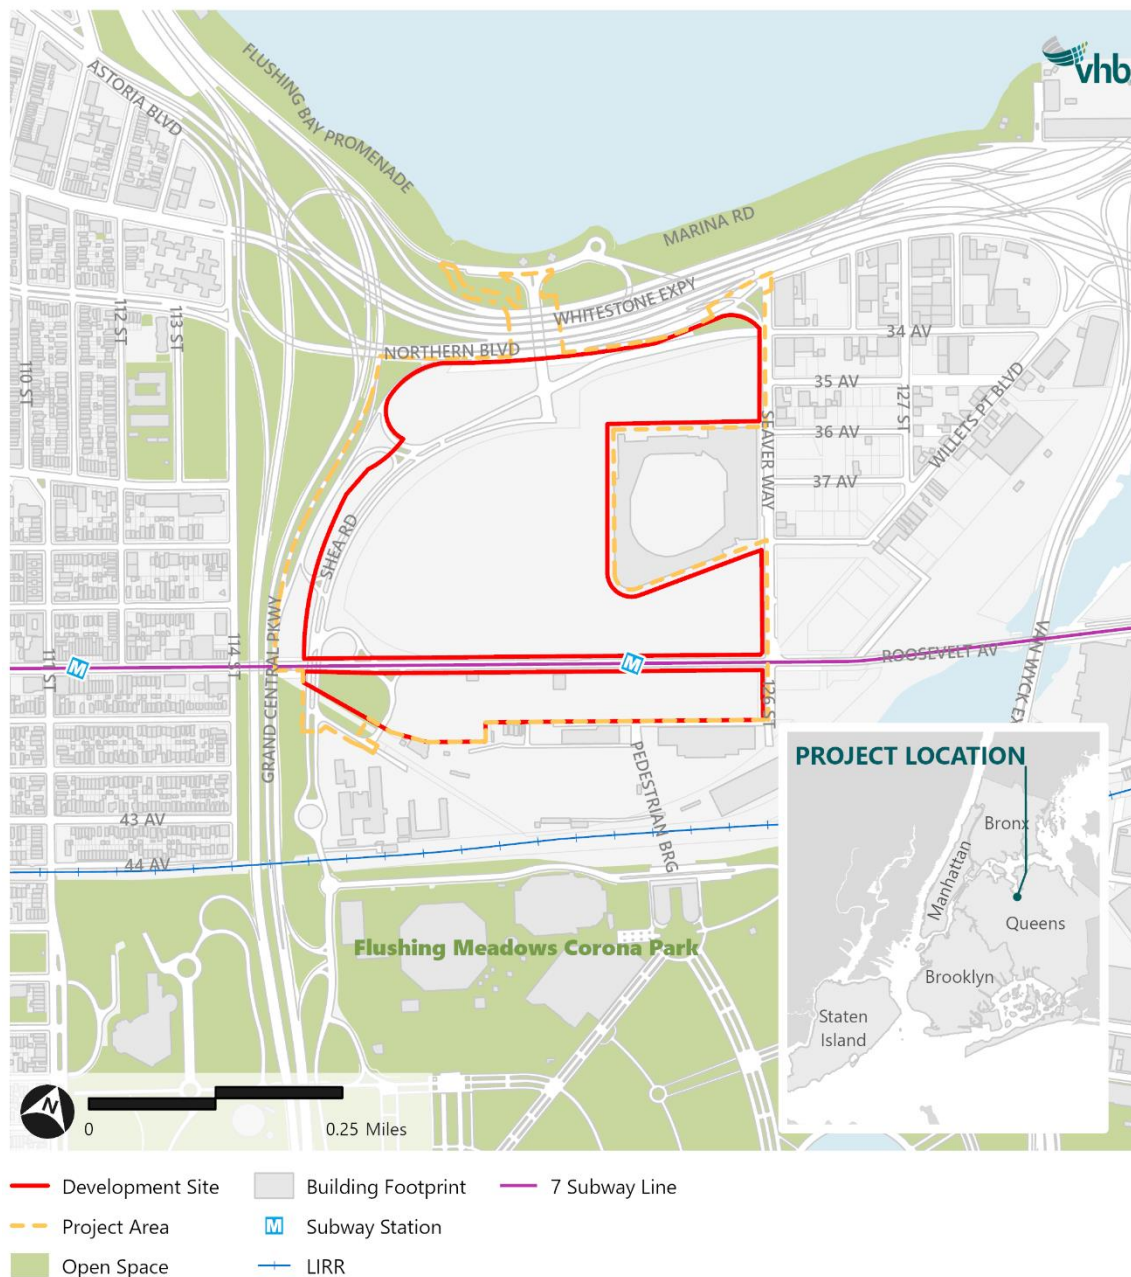 vhb
FLUSHING BAY PROMENADE
ASTORIA BLVD
MARINA RD
WHITESTONE EXPY
NORTHERN BLVD
112 ST
113 ST
110 ST
34 AV
35 AV
36 AV
37 AV
127 ST
SEAVER WAY
WILLETS PT BLVD
SHEA RD
GRAND CENTRAL PKWY
114 ST
111 ST
M
M
ROOSEVELT AV
VAN WYCK EX
126 ST
PEDESTRIAN BRG
43 AV
44 AV
Flushing Meadows Corona Park
PROJECT LOCATION
Bronx
Manhattan
Queens
Brooklyn
Staten
Island
N
0
0.25 Miles
Development Site
Building Footprint
7 Subway Line
Project Area
M
Subway Station
Open Space
LIRR